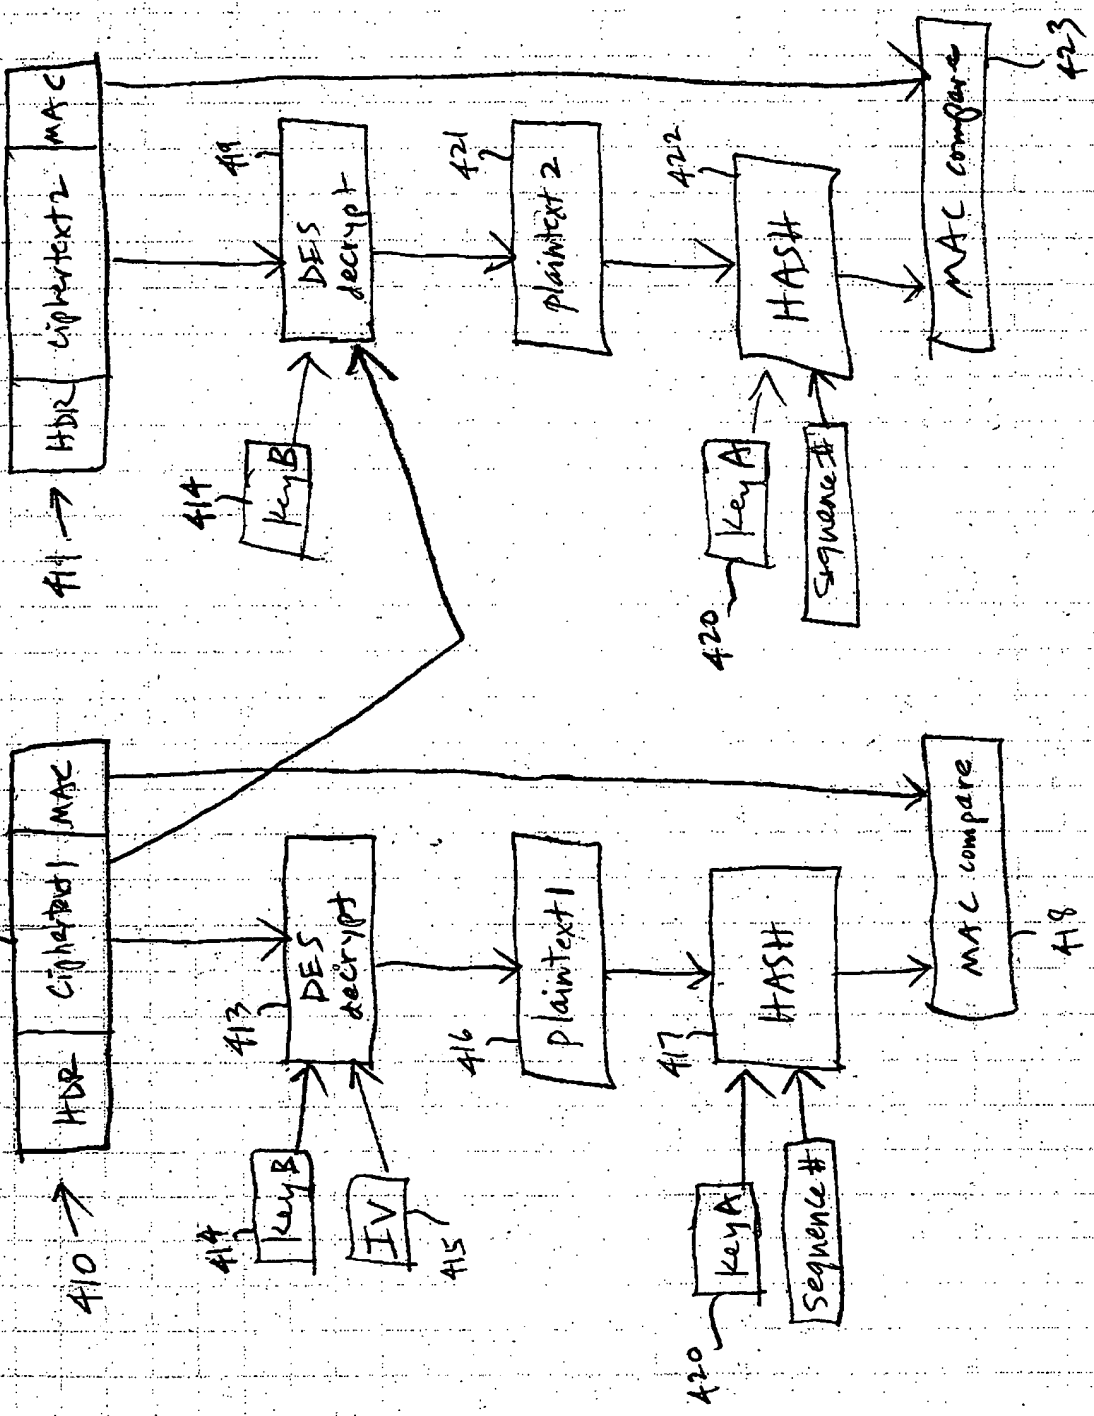 410 →
HDR Ciphertext1 MAC
414
Key B
IV
415
413
DES
decrypt
416
plaintext1
420
Key A
sequence #
417
HASH
MAC compare
418
411 →
HDR Ciphertext2 MAC
414
Key B
419
DES
decrypt
421
plaintext2
420
Key A
sequence #
422
HASH
MAC compare
423